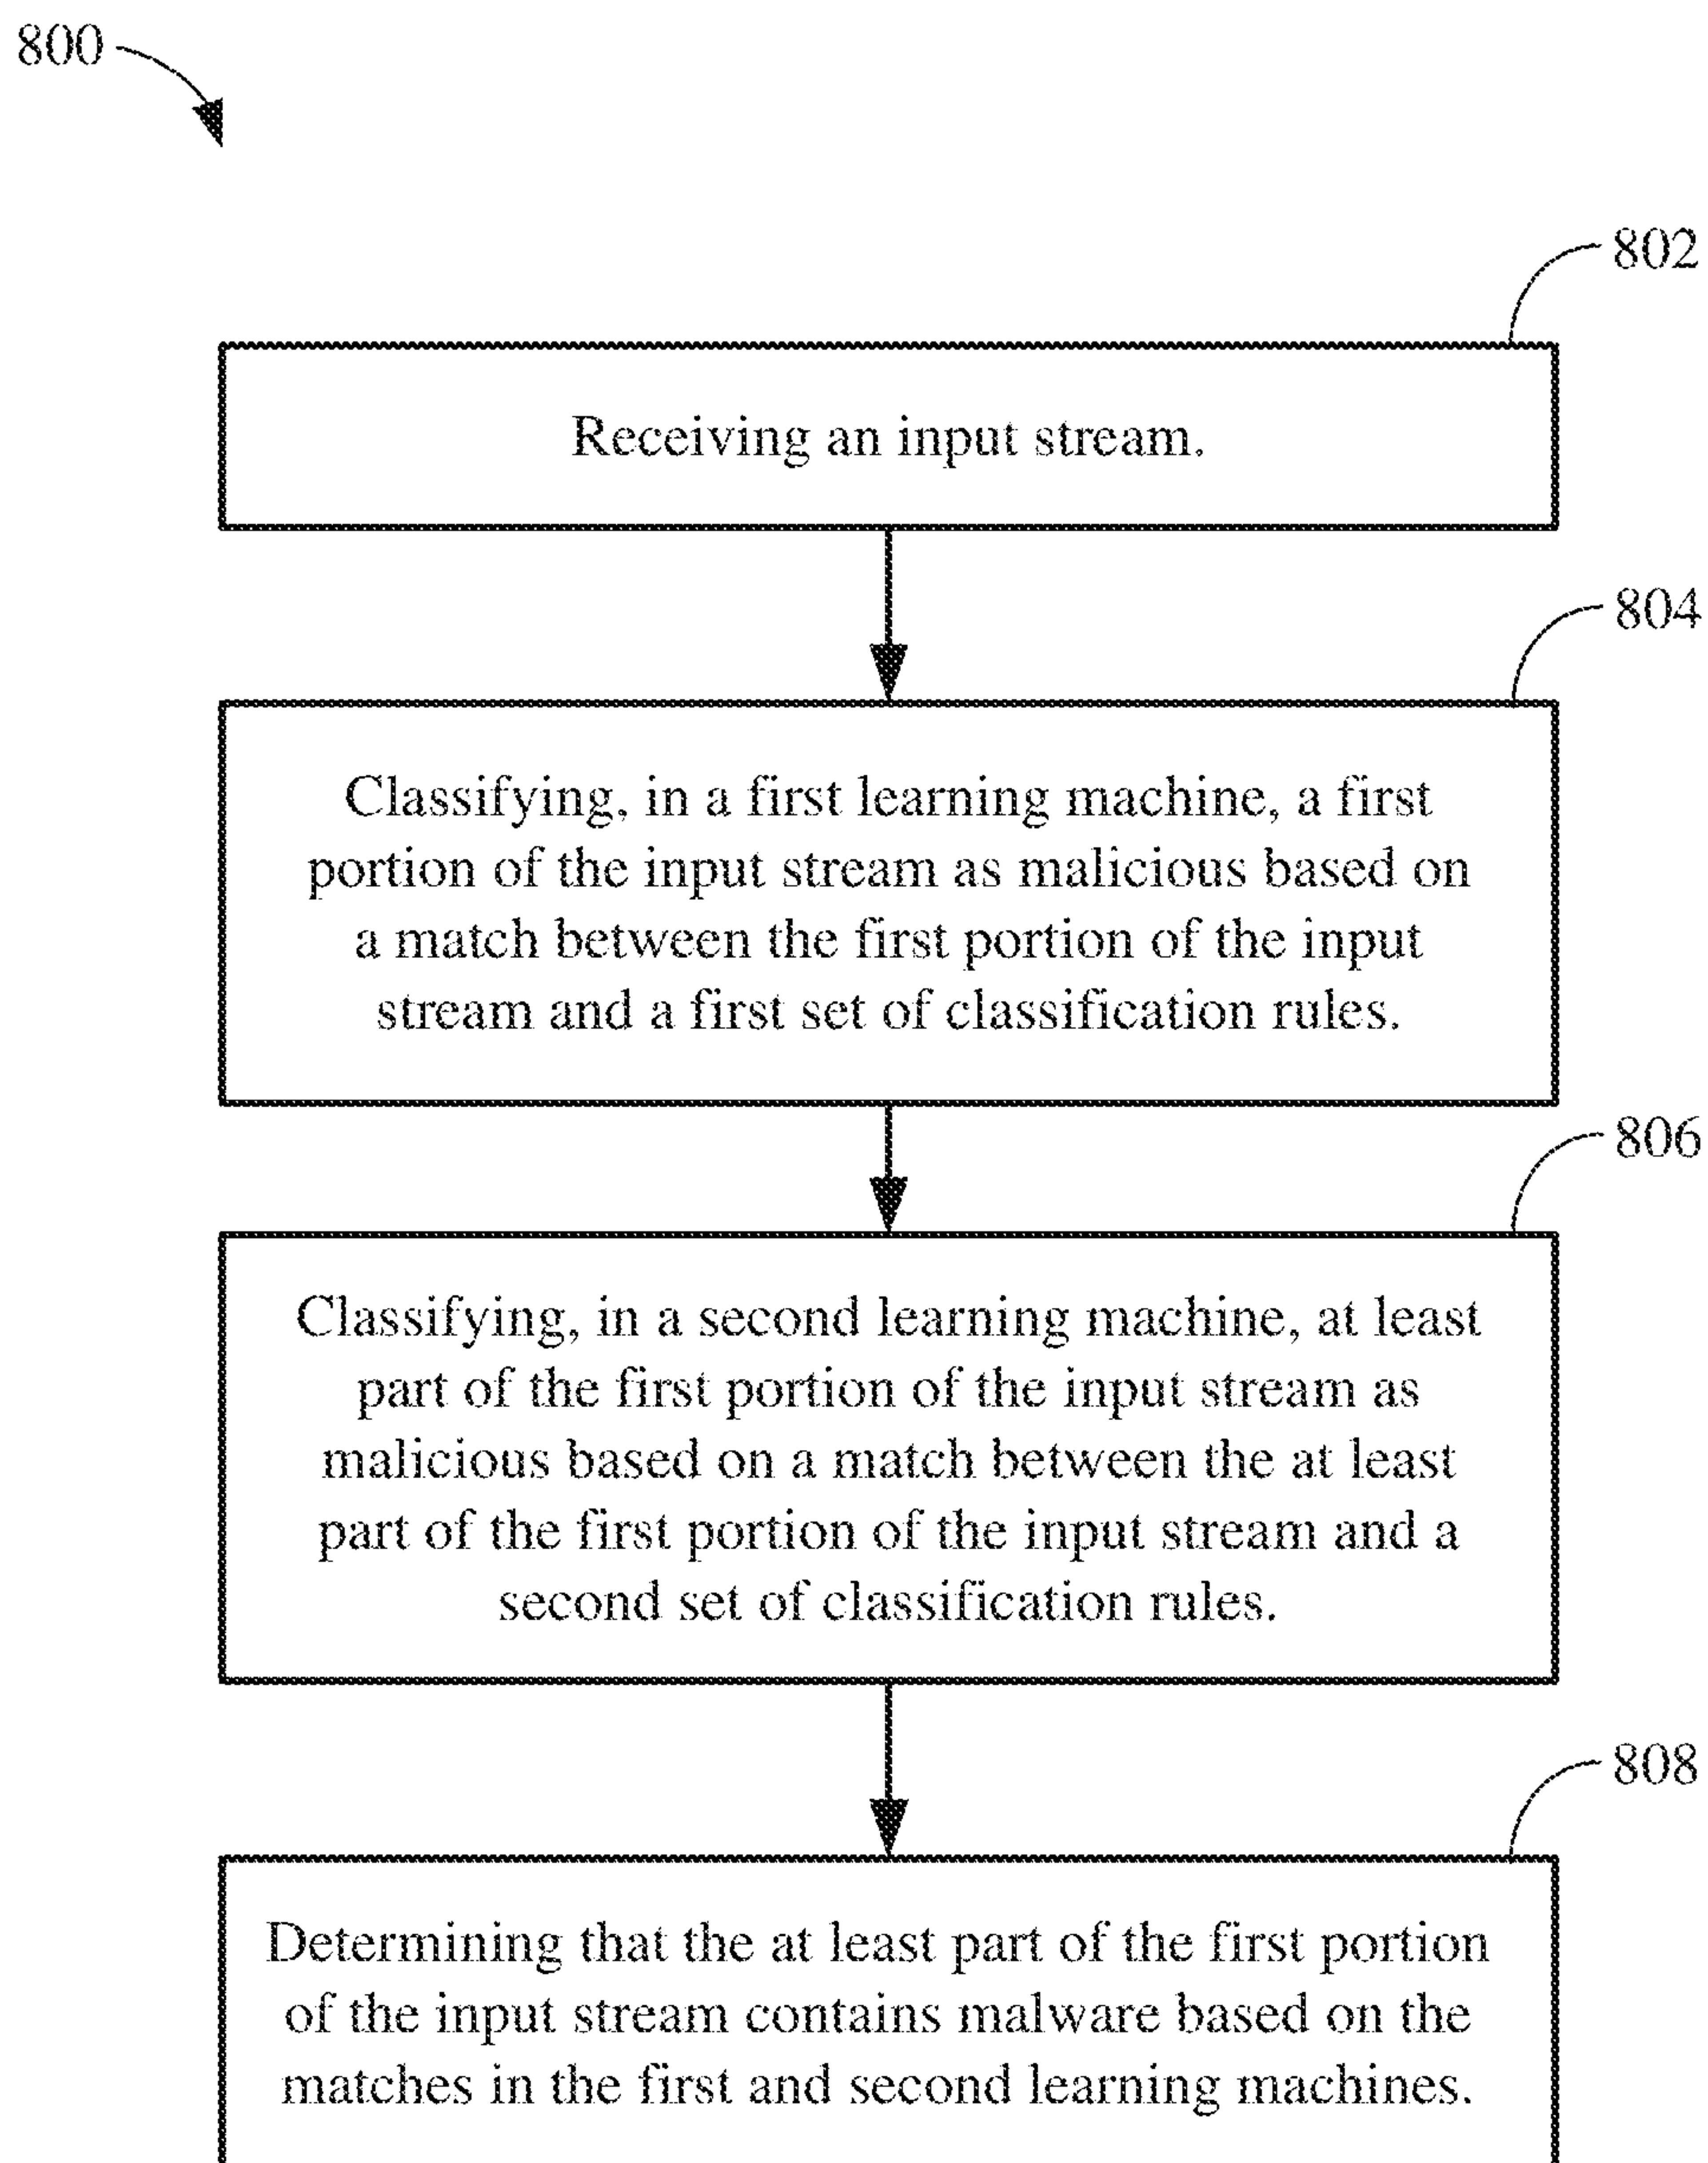 800
802
Receiving an input stream.
804
Classifying, in a first learning machine, a first
portion of the input stream as malicious based on
a match between the first portion of the input
stream and a first set of classification rules.
806
Classifying, in a second learning machine, at least
part of the first portion of the input stream as
malicious based on a match between the at least
part of the first portion of the input stream and a
second set of classification rules.
808
Determining that the at least part of the first portion
of the input stream contains malware based on the
matches in the first and second learning machines.